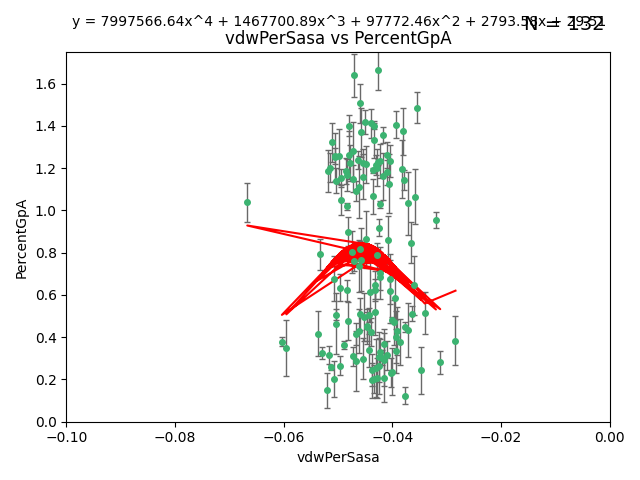 y = 7997566.64x^4 + 1467700.89x^3 + 97772.46x^2 + 2793.58x + 29.51
N = 132
vdwPerSasa vs PercentGpA
PercentGpA
1.6
1.4
1.2
1.0
0.8
0.6
0.4
0.2
0.0
−0.10 −0.08 −0.06 −0.04 −0.02 0.00
vdwPerSasa